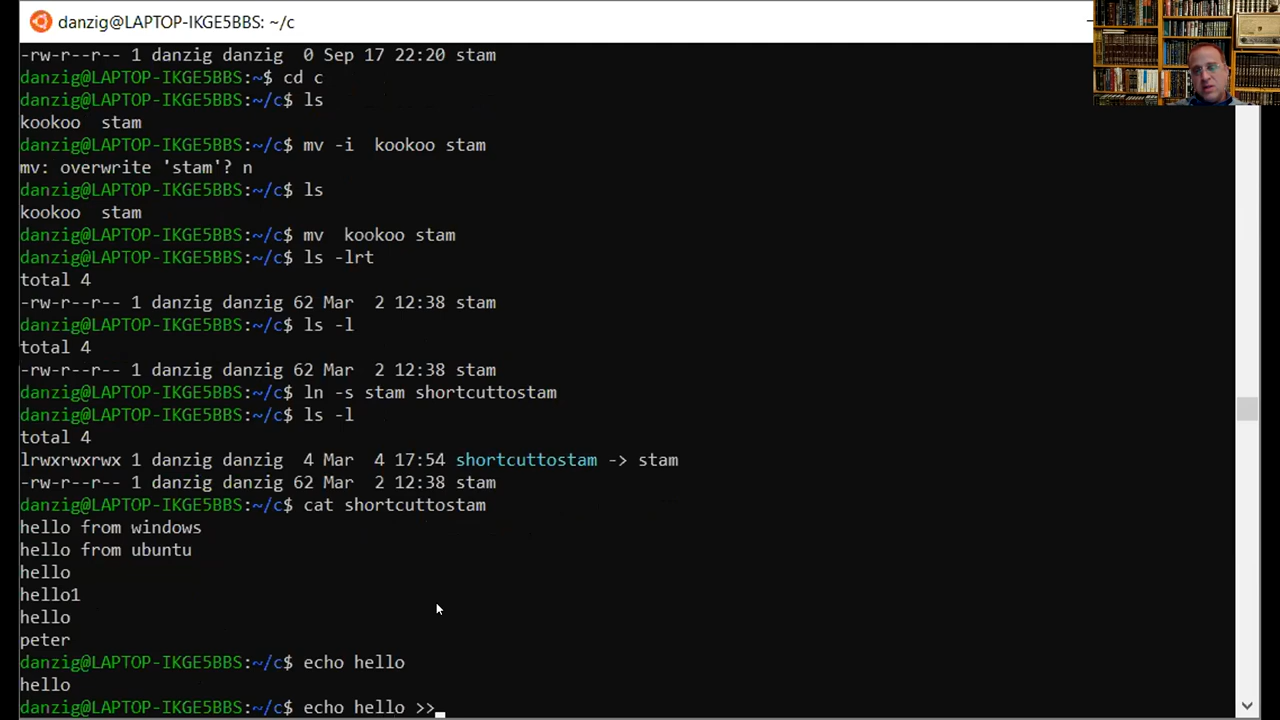 danzig@LAPTOP-IKGE5BBS: ~/c
-rw-r--r-- 1 danzig danzig  0 Sep 17 22:20 stam
danzig@LAPTOP-IKGE5BBS:~$ cd c
danzig@LAPTOP-IKGE5BBS:~/c$ ls
kookoo  stam
danzig@LAPTOP-IKGE5BBS:~/c$ mv -i  kookoo stam
mv: overwrite 'stam'? n
danzig@LAPTOP-IKGE5BBS:~/c$ ls
kookoo  stam
danzig@LAPTOP-IKGE5BBS:~/c$ mv  kookoo stam
danzig@LAPTOP-IKGE5BBS:~/c$ ls -lrt
total 4
-rw-r--r-- 1 danzig danzig 62 Mar  2 12:38 stam
danzig@LAPTOP-IKGE5BBS:~/c$ ls -l
total 4
-rw-r--r-- 1 danzig danzig 62 Mar  2 12:38 stam
danzig@LAPTOP-IKGE5BBS:~/c$ ln -s stam shortcuttostam
danzig@LAPTOP-IKGE5BBS:~/c$ ls -l
total 4
lrwxrwxrwx 1 danzig danzig  4 Mar  4 17:54 shortcuttostam -> stam
-rw-r--r-- 1 danzig danzig 62 Mar  2 12:38 stam
danzig@LAPTOP-IKGE5BBS:~/c$ cat shortcuttostam
hello from windows
hello from ubuntu
hello
hello1
hello
peter
danzig@LAPTOP-IKGE5BBS:~/c$ echo hello
hello
danzig@LAPTOP-IKGE5BBS:~/c$ echo hello >>